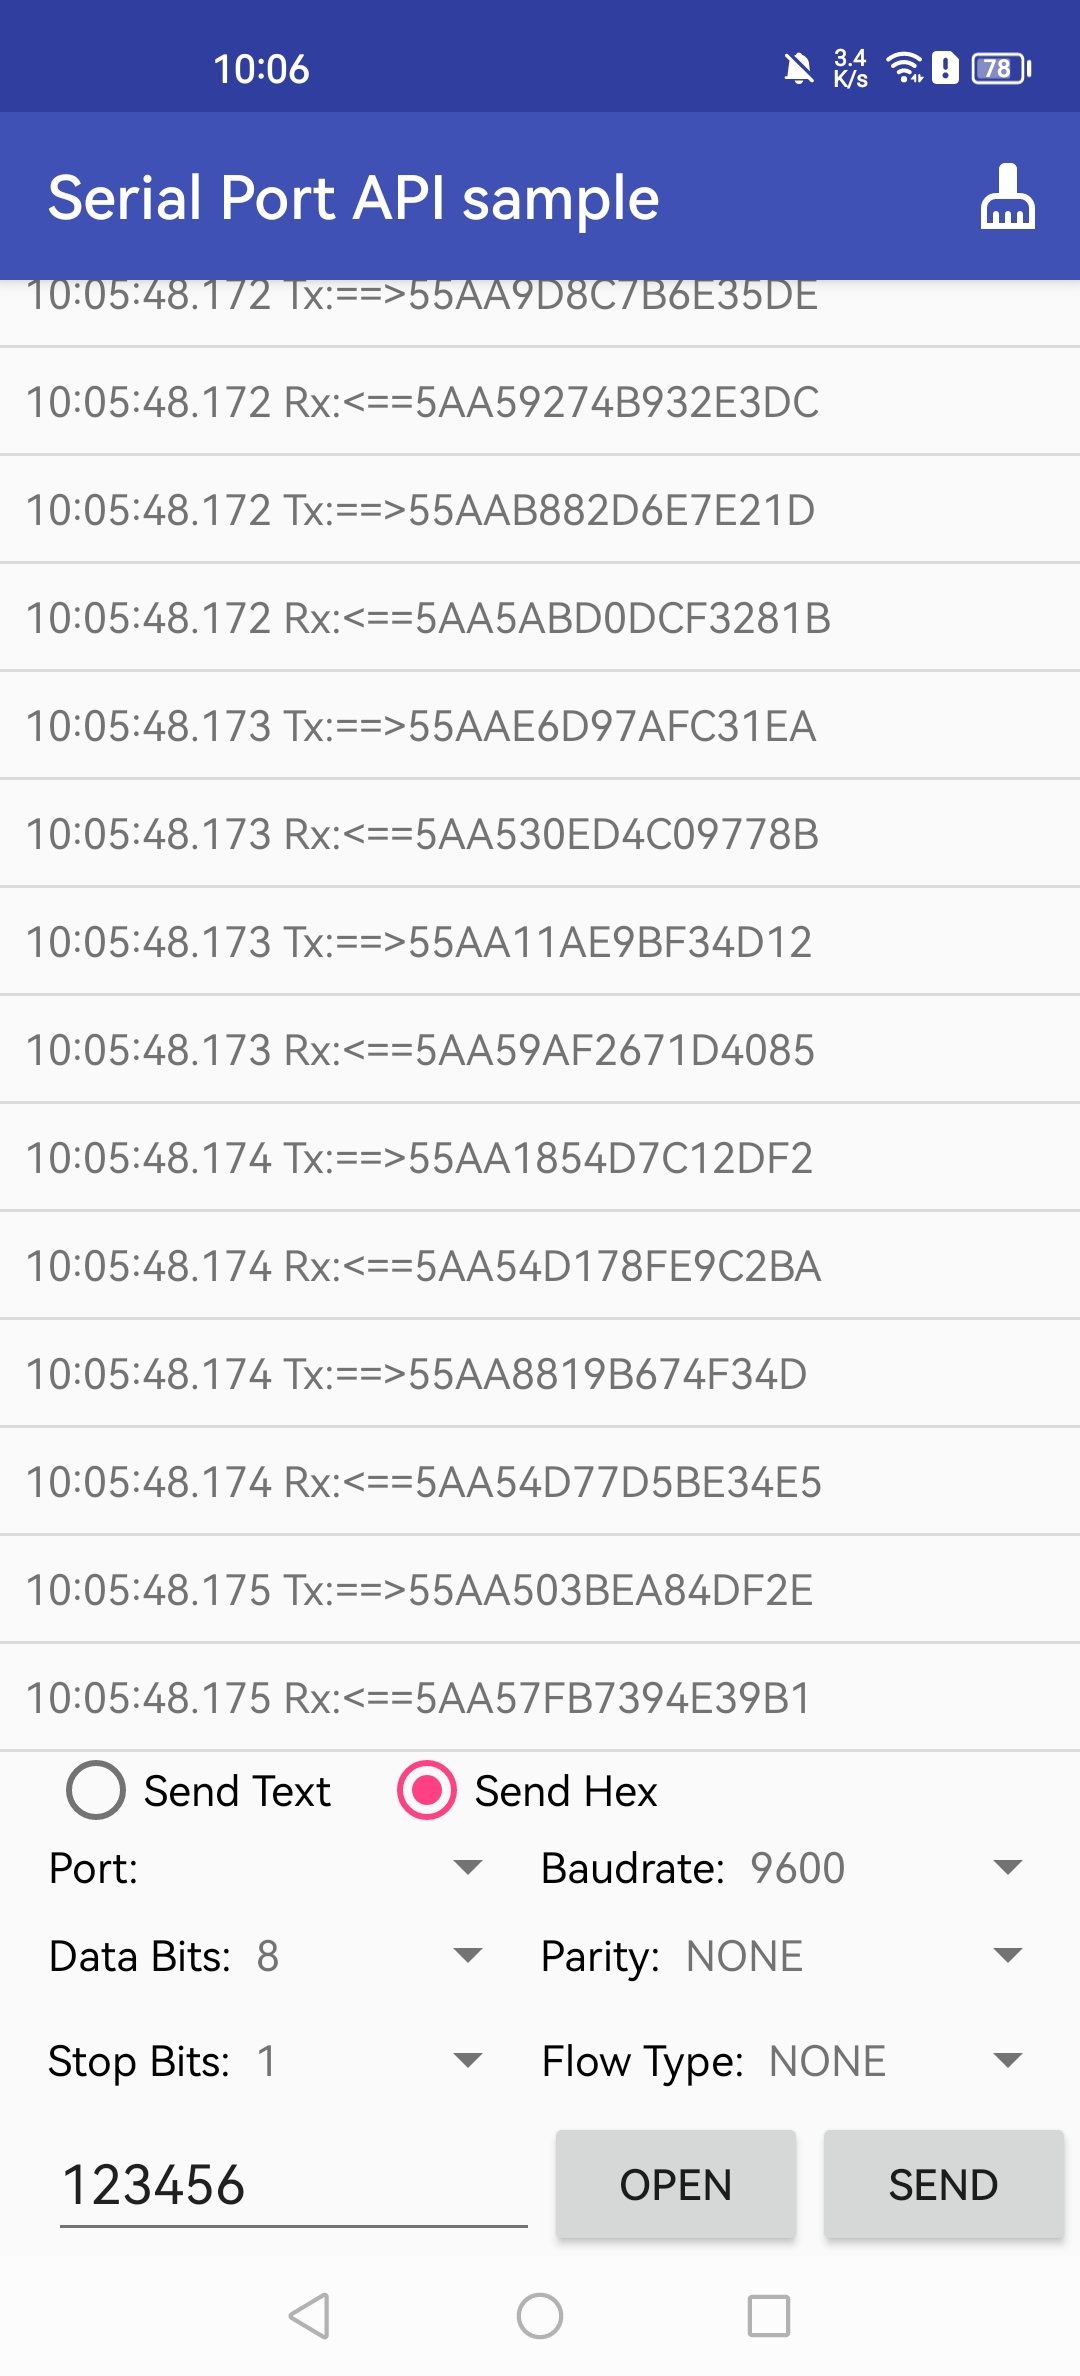 10:06 3.4 K/s 78
Serial Port API sample
10:05:48.172 Tx:==>55AA9D8C7B6E35DE
10:05:48.172 Rx:<==5AA59274B932E3DC
10:05:48.172 Tx:==>55AAB882D6E7E21D
10:05:48.172 Rx:<==5AA5ABD0DCF3281B
10:05:48.173 Tx:==>55AAE6D97AFC31EA
10:05:48.173 Rx:<==5AA530ED4C09778B
10:05:48.173 Tx:==>55AA11AE9BF34D12
10:05:48.173 Rx:<==5AA59AF2671D4085
10:05:48.174 Tx:==>55AA1854D7C12DF2
10:05:48.174 Rx:<==5AA54D178FE9C2BA
10:05:48.174 Tx:==>55AA8819B674F34D
10:05:48.174 Rx:<==5AA54D77D5BE34E5
10:05:48.175 Tx:==>55AA503BEA84DF2E
10:05:48.175 Rx:<==5AA57FB7394E39B1
Send Text Send Hex
Port: Baudrate: 9600
Data Bits: 8 Parity: NONE
Stop Bits: 1 Flow Type: NONE
123456 OPEN SEND